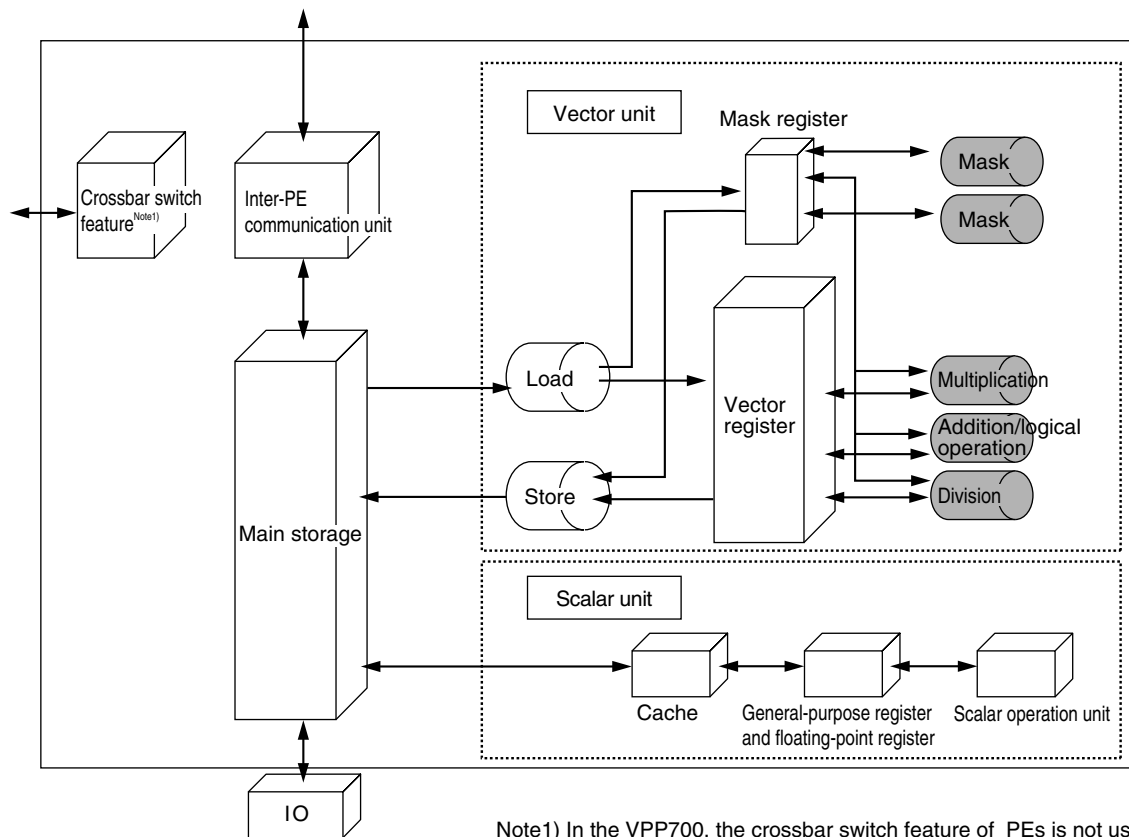 Vector unit
Mask register
Mask
Mask
Crossbar switch
feature Note1)
Inter-PE
communication unit
Load
Vector
register
Multiplication
Addition/logical
operation
Division
Store
Main storage
Scalar unit
Cache
General-purpose register
and floating-point register
Scalar operation unit
IO
Note1) In the VPP700, the crossbar switch feature of PEs is not us